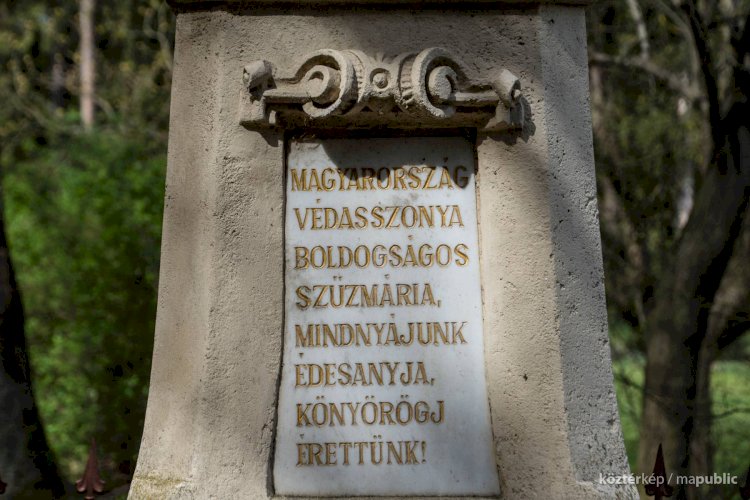 MAGYARORSZÁG
VÉDASSZONYA
BOLDOGSÁGOS
SZŰZMÁRIA,
MINDNYÁJUNK
ÉDESANYJA,
KÖNYÖRÖGJ
ÉRETTÜNK!
köztérkép / mapublic